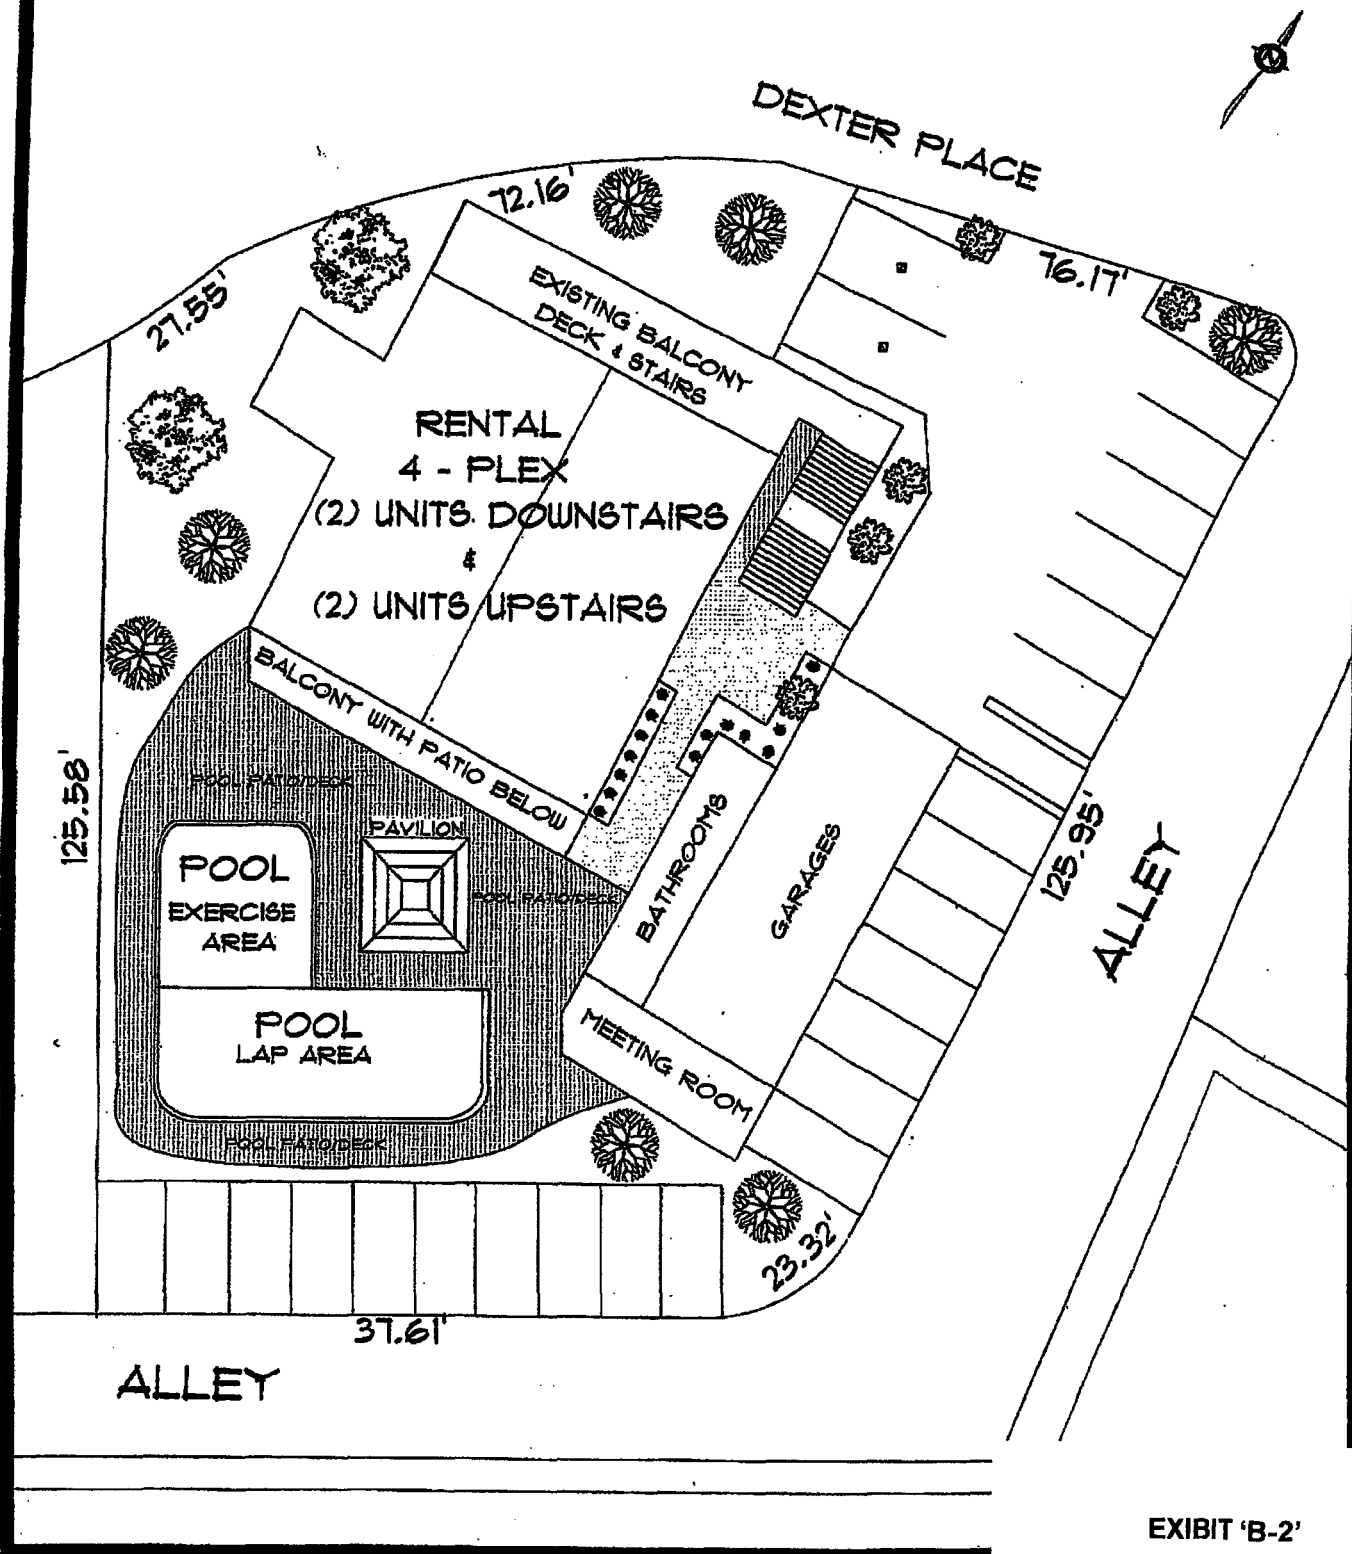 N
DEXTER PLACE
72.16'
27.55'
76.17'
EXISTING BALCONY
DECK & STAIRS
RENTAL
4 - PLEX
(2) UNITS DOWNSTAIRS
&
(2) UNITS UPSTAIRS
BALCONY WITH PATIO BELOW
125.58'
POOL PATIO/DECK
PAVILION
POOL
EXERCISE
AREA
POOL PATIO/DECK
BATHROOMS
GARAGES
125.95'
ALLEY
POOL
LAP AREA
MEETING ROOM
POOL PATIO/DECK
23.32'
37.61'
ALLEY
EXIBIT 'B-2'